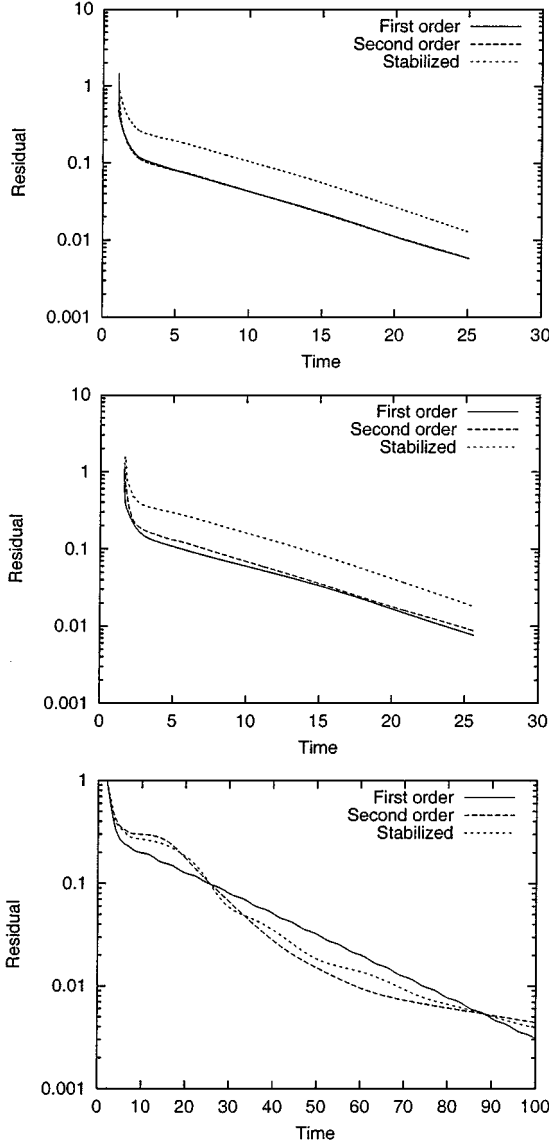 10
1
0.1
0.01
0.001
Residual
First order
Second order
Stabilized
0 5 10 15 20 25 30
Time
10
1
0.1
0.01
0.001
Residual
First order
Second order
Stabilized
0 5 10 15 20 25 30
Time
1
0.1
0.01
0.001
Residual
First order
Second order
Stabilized
0 10 20 30 40 50 60 70 80 90 100
Time